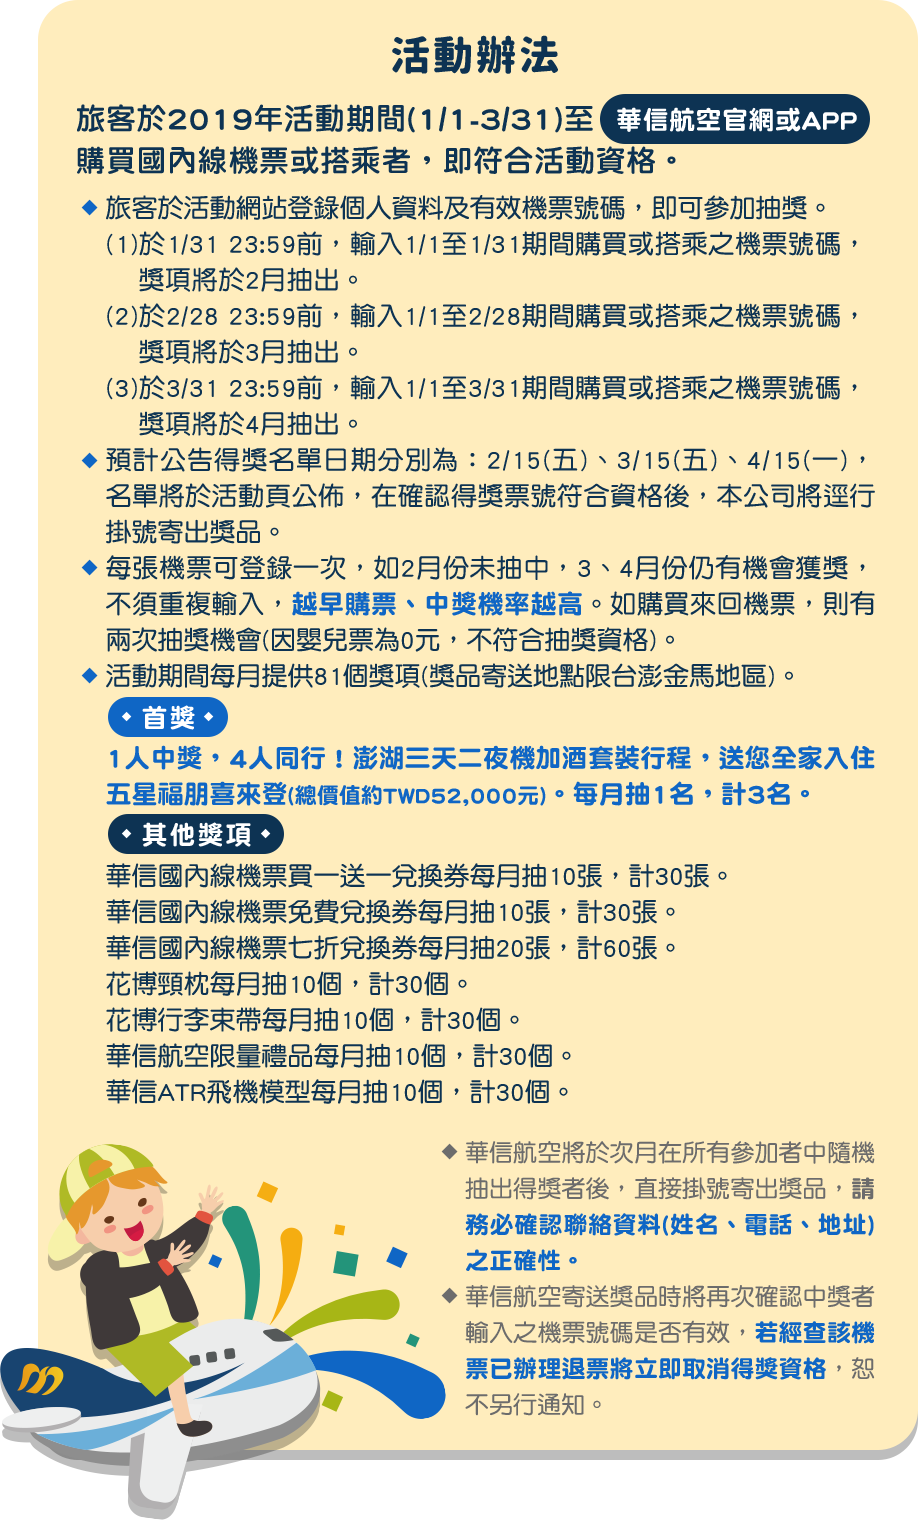 活動辦法
旅客於2019年活動期間(1/1-3/31)至 華信航空官網或APP
購買國內線機票或搭乘者，即符合活動資格。
◆ 旅客於活動網站登錄個人資料及有效機票號碼，即可參加抽獎。
(1)於1/31 23:59前，輸入1/1至1/31期間購買或搭乘之機票號碼，
獎項將於2月抽出。
(2)於2/28 23:59前，輸入1/1至2/28期間購買或搭乘之機票號碼，
獎項將於3月抽出。
(3)於3/31 23:59前，輸入1/1至3/31期間購買或搭乘之機票號碼，
獎項將於4月抽出。
◆ 預計公告得獎名單日期分別為：2/15(五)、3/15(五)、4/15(一)，
名單將於活動頁公佈，在確認得獎票號符合資格後，本公司將逕行
掛號寄出獎品。
◆ 每張機票可登錄一次，如2月份未抽中，3、4月份仍有機會獲獎，
不須重複輸入，越早購票、中獎機率越高。如購買來回機票，則有
兩次抽獎機會(因嬰兒票為0元，不符合抽獎資格)。
◆ 活動期間每月提供81個獎項(獎品寄送地點限台澎金馬地區)。
◆ 首獎 ◆
1人中獎，4人同行！澎湖三天二夜機加酒套裝行程，送您全家入住
五星福朋喜來登(總價值約TWD52,000元)。每月抽1名，計3名。
◆ 其他獎項 ◆
華信國內線機票買一送一兌換券每月抽10張，計30張。
華信國內線機票免費兌換券每月抽10張，計30張。
華信國內線機票七折兌換券每月抽20張，計60張。
花博頸枕每月抽10個，計30個。
花博行李束帶每月抽10個，計30個。
華信航空限量禮品每月抽10個，計30個。
華信ATR飛機模型每月抽10個，計30個。
◆ 華信航空將於次月在所有參加者中隨機
抽出得獎者後，直接掛號寄出獎品，請
務必確認聯絡資料(姓名、電話、地址)
之正確性。
◆ 華信航空寄送獎品時將再次確認中獎者
輸入之機票號碼是否有效，若經查該機
票已辦理退票將立即取消得獎資格，恕
不另行通知。